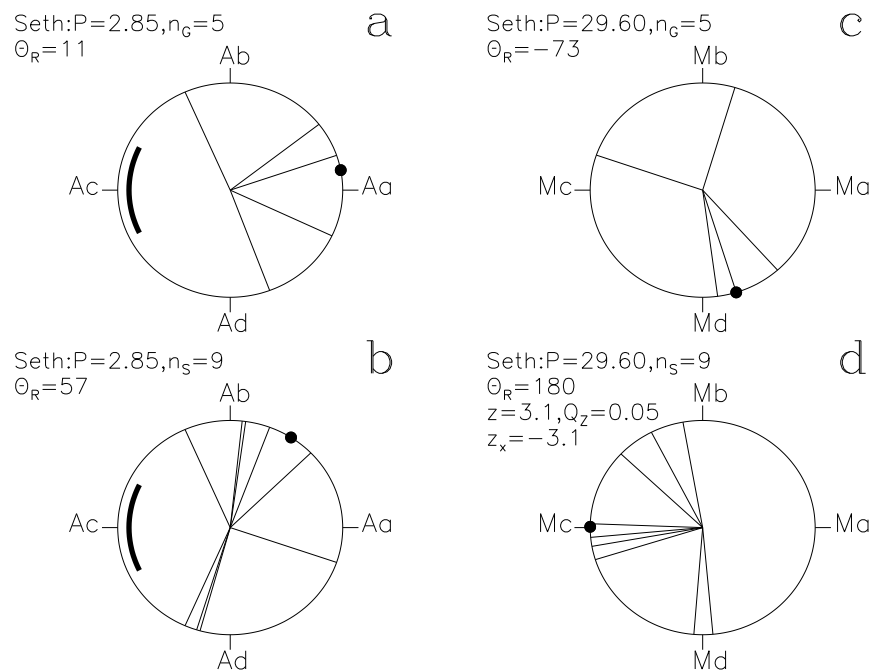 Seth:P=2.85,n_G=5
a
Θ_R=11
Ab
Ac
Aa
Ad
Seth:P=29.60,n_G=5
c
Θ_R=−73
Mb
Mc
Ma
Md
Seth:P=2.85,n_S=9
b
Θ_R=57
Ab
Ac
Aa
Ad
Seth:P=29.60,n_S=9
d
Θ_R=180
Mb
z=3.1,Q_Z=0.05
z_x=−3.1
Mc
Ma
Md